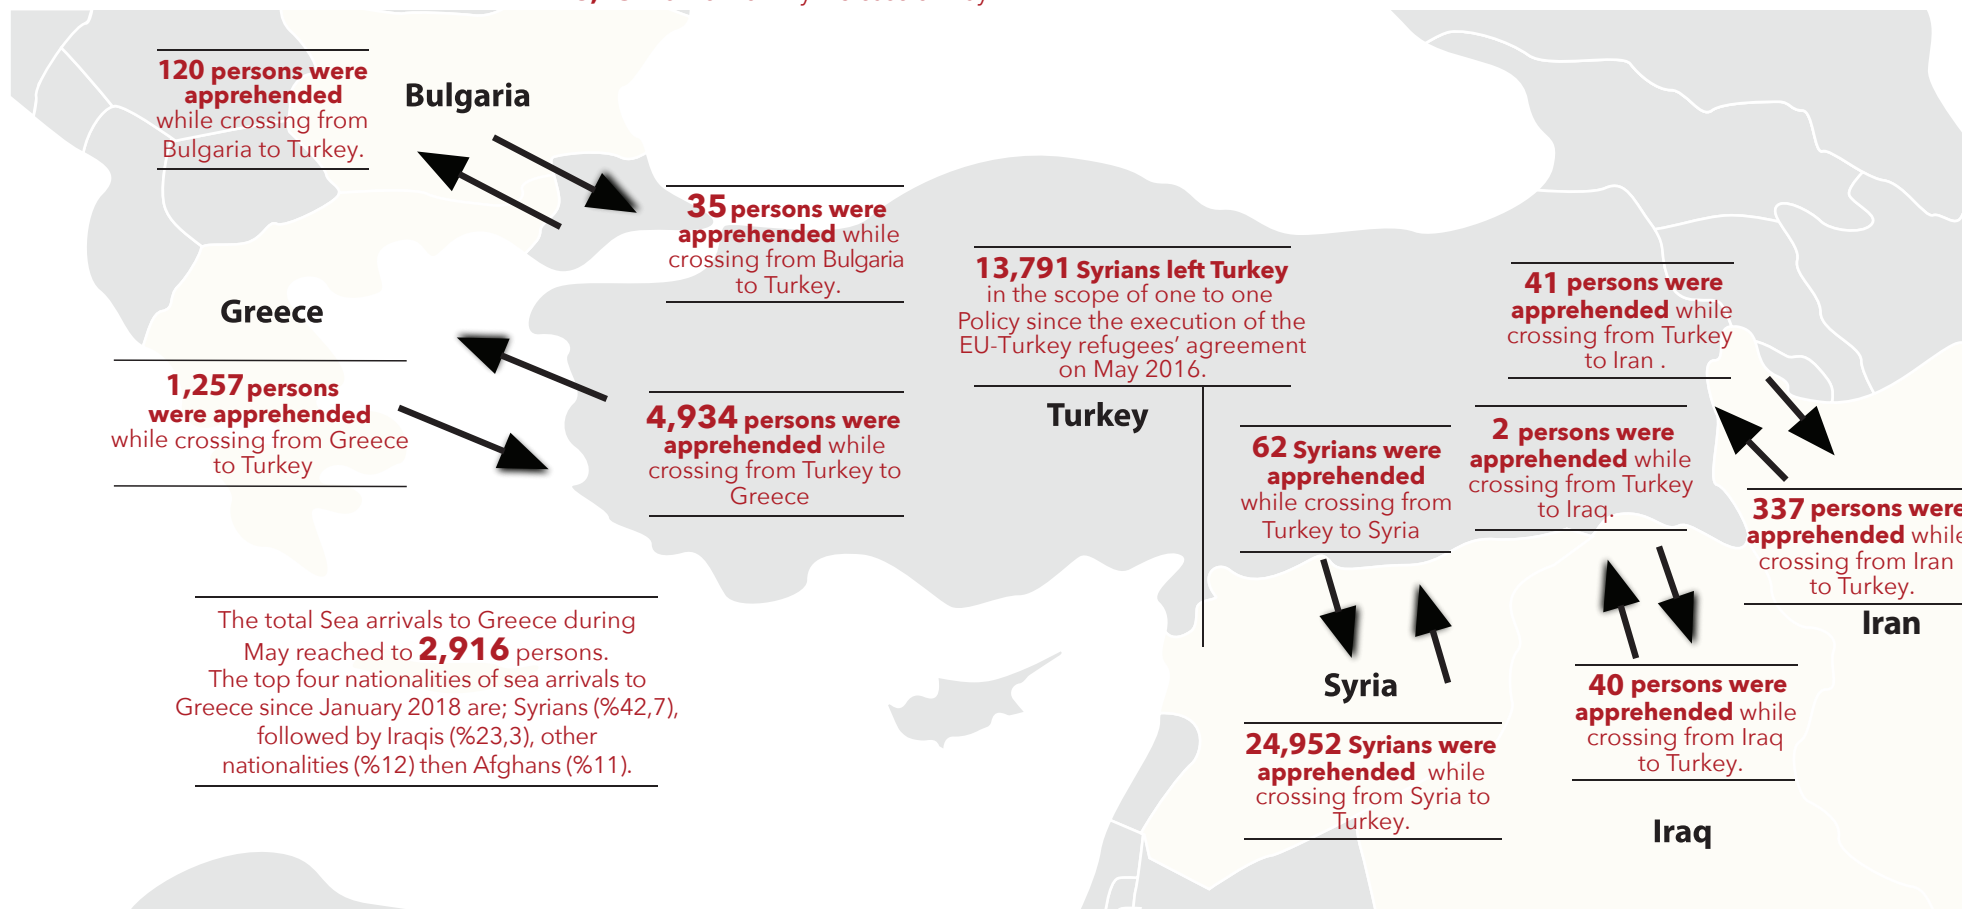 120 persons were
apprehended
while crossing from
Bulgaria to Turkey.
Bulgaria
35 persons were
apprehended while
crossing from Bulgaria
to Turkey.
13,791 Syrians left Turkey
in the scope of one to one
Policy since the execution of the
EU-Turkey refugees' agreement
on May 2016.
41 persons were
apprehended while
crossing from Turkey
to Iran .
Greece
1,257 persons
were apprehended
while crossing from Greece
to Turkey
4,934 persons were
apprehended while
crossing from Turkey to
Greece
Turkey
62 Syrians were
apprehended
while crossing from
Turkey to Syria
2 persons were
apprehended while
crossing from Turkey
to Iraq.
337 persons were
apprehended while
crossing from Iran
to Turkey.
Iran
The total Sea arrivals to Greece during
May reached to 2,916 persons.
The top four nationalities of sea arrivals to
Greece since January 2018 are; Syrians (%42,7),
followed by Iraqis (%23,3), other
nationalities (%12) then Afghans (%11).
Syria
24,952 Syrians were
apprehended while
crossing from Syria to
Turkey.
40 persons were
apprehended while
crossing from Iraq
to Turkey.
Iraq